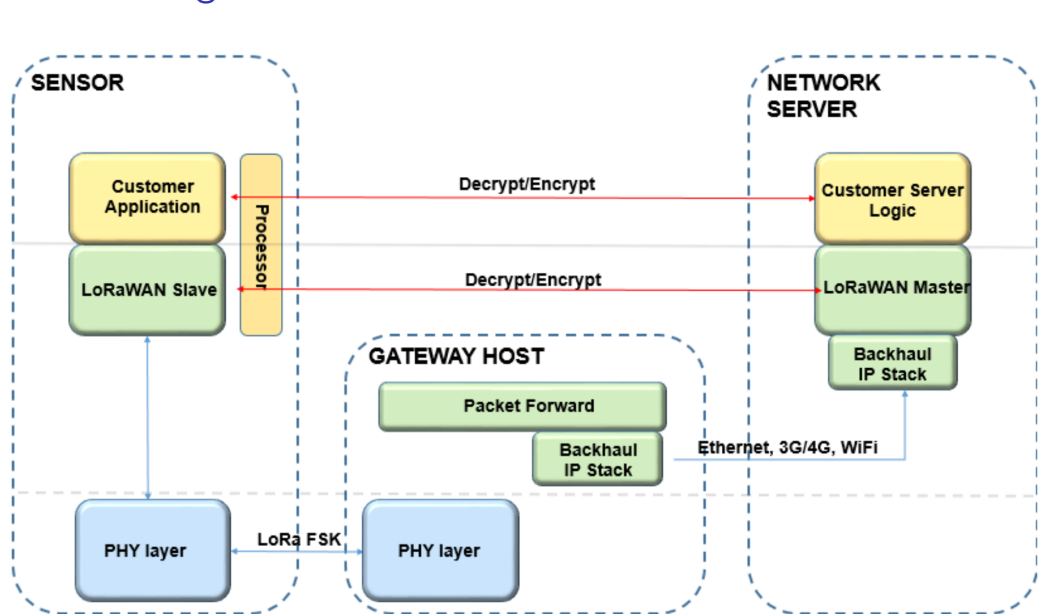 SENSOR
NETWORK
SERVER
Customer
Application
Processor
Decrypt/Encrypt
Customer Server
Logic
LoRaWAN Slave
Decrypt/Encrypt
LoRaWAN Master
Backhaul
IP Stack
GATEWAY HOST
Packet Forward
Backhaul
IP Stack
Ethernet, 3G/4G, WiFi
PHY layer
LoRa FSK
PHY layer